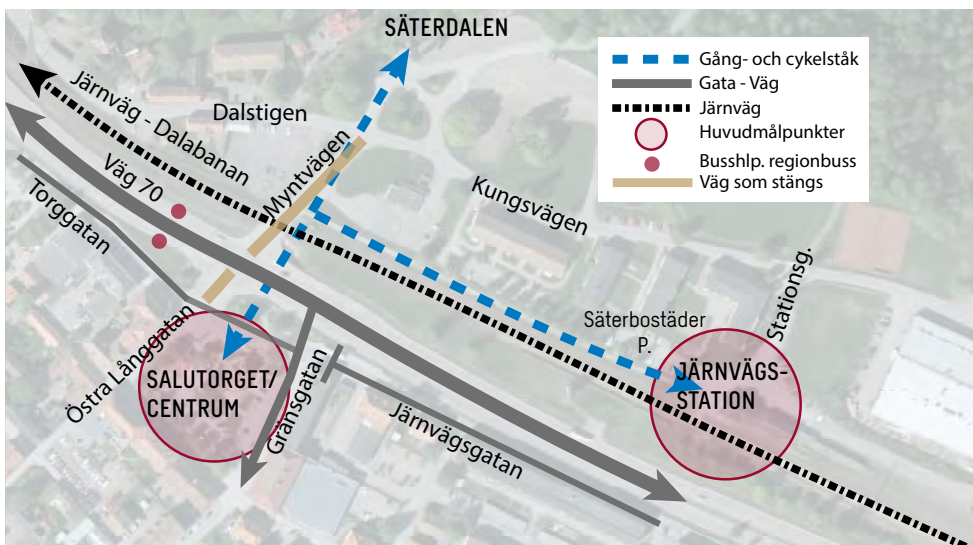 SÄTERDALEN
Gång- och cykelståk
Gata - Väg
Järnväg
Huvudmålpunkter
Busshlp. regionbuss
Väg som stängs
Järnväg - Dalabanan
Dalstigen
Myntvägen
Kungsvägen
Väg 70
Torggatan
Stationsg.
Säterbostäder
P.
Östra Långgatan
SALUTORGET/
CENTRUM
Gränsgatan
Järnvägsgatan
JÄRNVÄGS-
STATION